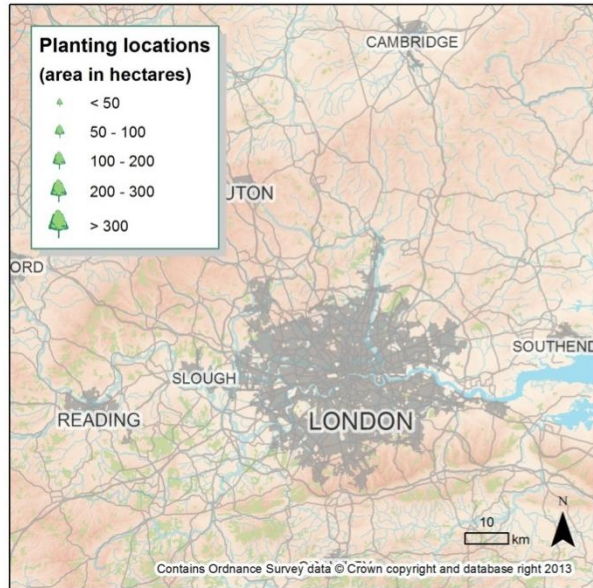 Planting locations
(area in hectares)
< 50
50 - 100
100 - 200
200 - 300
> 300
CAMBRIDGE
UTON
ORD
SOUTHEND
SLOUGH
READING
LONDON
N
10
km
Contains Ordnance Survey data © Crown copyright and database right 2013